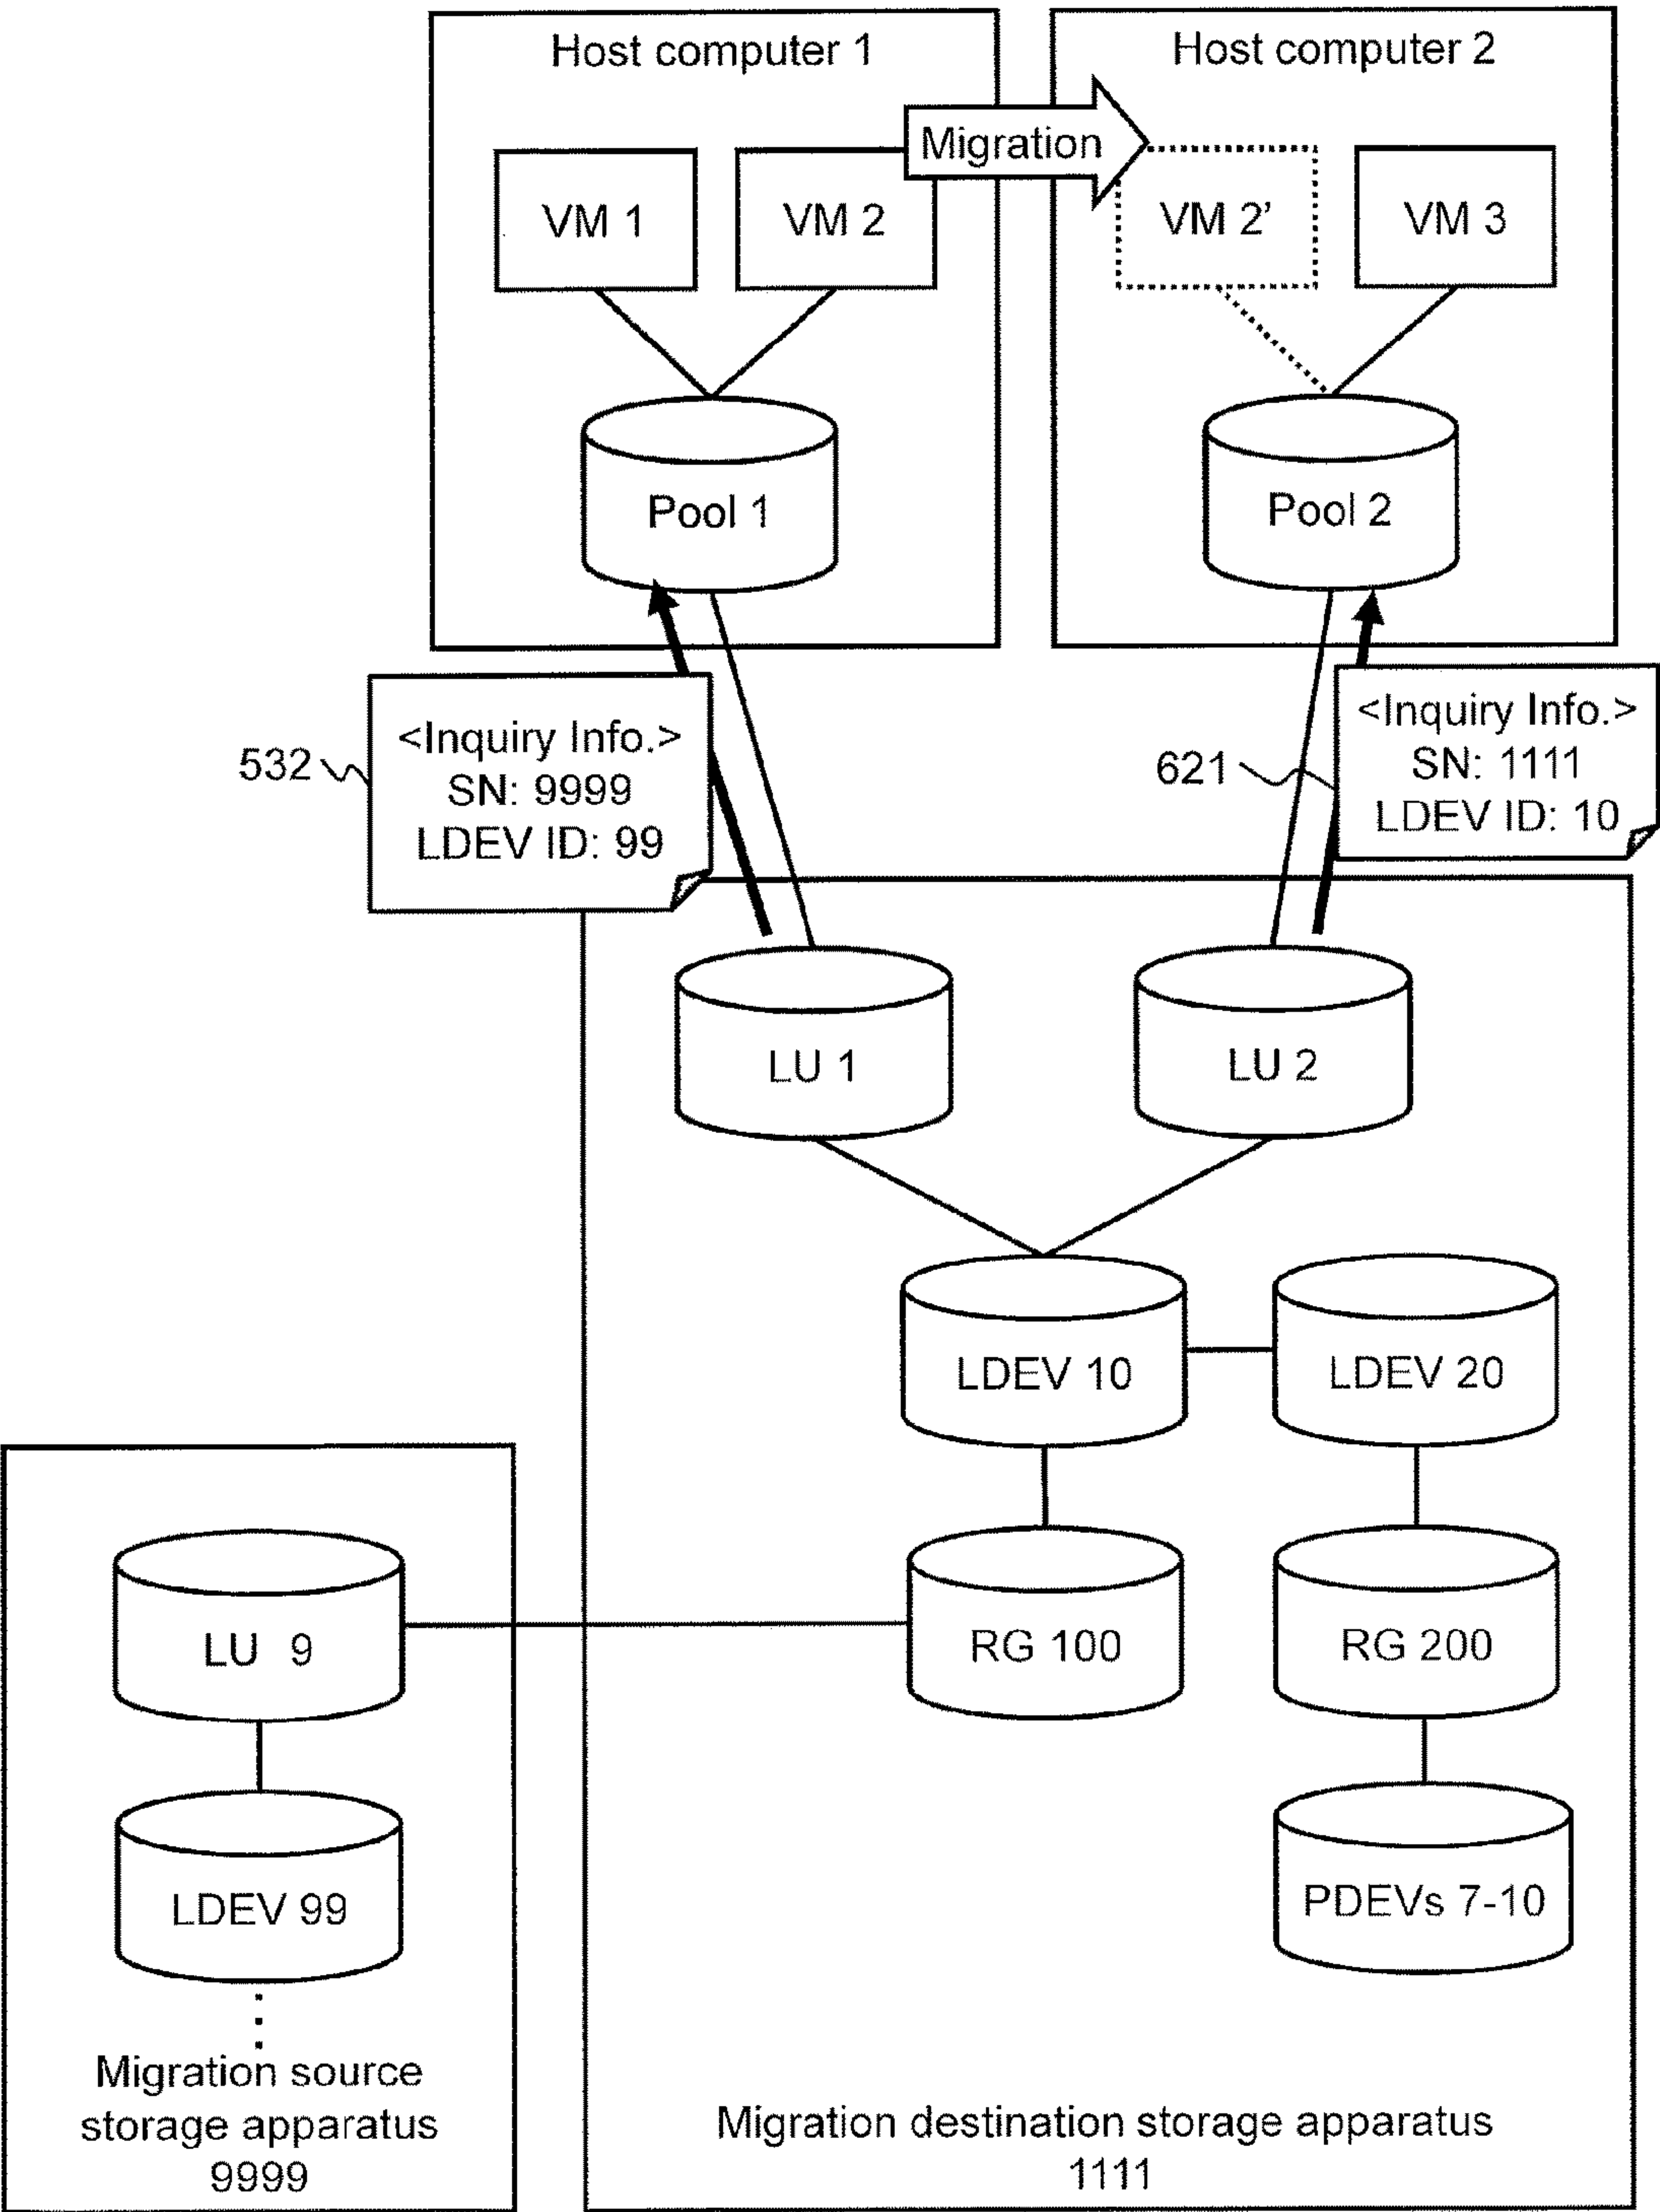 Host computer 1
Host computer 2
Migration
VM 1
VM 2
VM 2’
VM 3
Pool 1
Pool 2
532
<Inquiry Info.>
SN: 9999
LDEV ID: 99
621
<Inquiry Info.>
SN: 1111
LDEV ID: 10
LU 1
LU 2
LDEV 10
LDEV 20
LU 9
RG 100
RG 200
LDEV 99
PDEVs 7-10
Migration source
storage apparatus
9999
Migration destination storage apparatus
1111